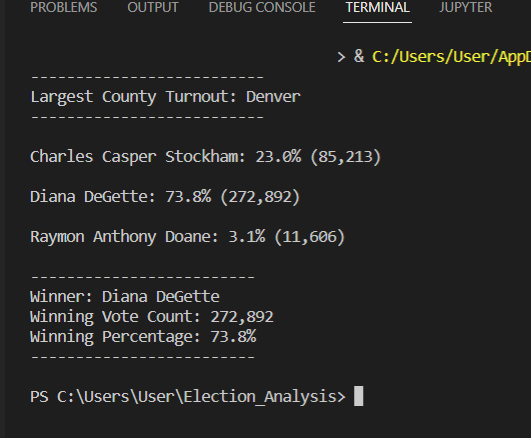 PROBLEMS OUTPUT DEBUG CONSOLE TERMINAL JUPYTER
> & C:/Users/User/AppD
--------------------------
Largest County Turnout: Denver
--------------------------
Charles Casper Stockham: 23.0% (85,213)
Diana DeGette: 73.8% (272,892)
Raymon Anthony Doane: 3.1% (11,606)
-------------------------
Winner: Diana DeGette
Winning Vote Count: 272,892
Winning Percentage: 73.8%
-------------------------
PS C:\Users\User\Election_Analysis>